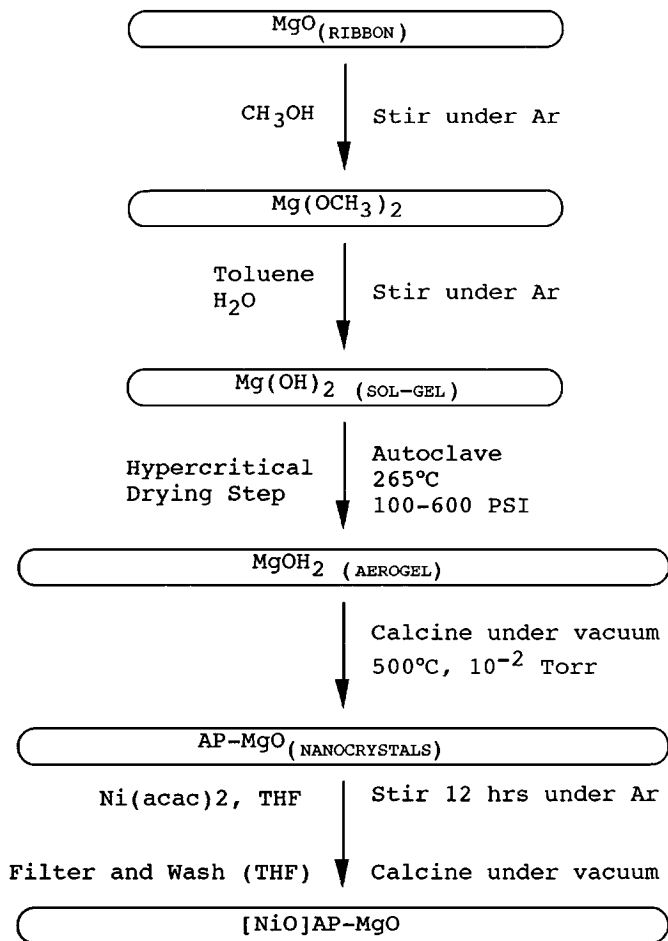 MgO(RIBBON)
CH3OH
Stir under Ar
Mg(OCH3)2
Toluene
H2O
Stir under Ar
Mg(OH)2 (SOL-GEL)
Hypercritical
Drying Step
Autoclave
265°C
100-600 PSI
MgOH2 (AEROGEL)
Calcine under vacuum
500°C, 10-2 Torr
AP-MgO(NANOCRYSTALS)
Ni(acac)2, THF
Stir 12 hrs under Ar
Filter and Wash (THF)
Calcine under vacuum
[NiO]AP-MgO